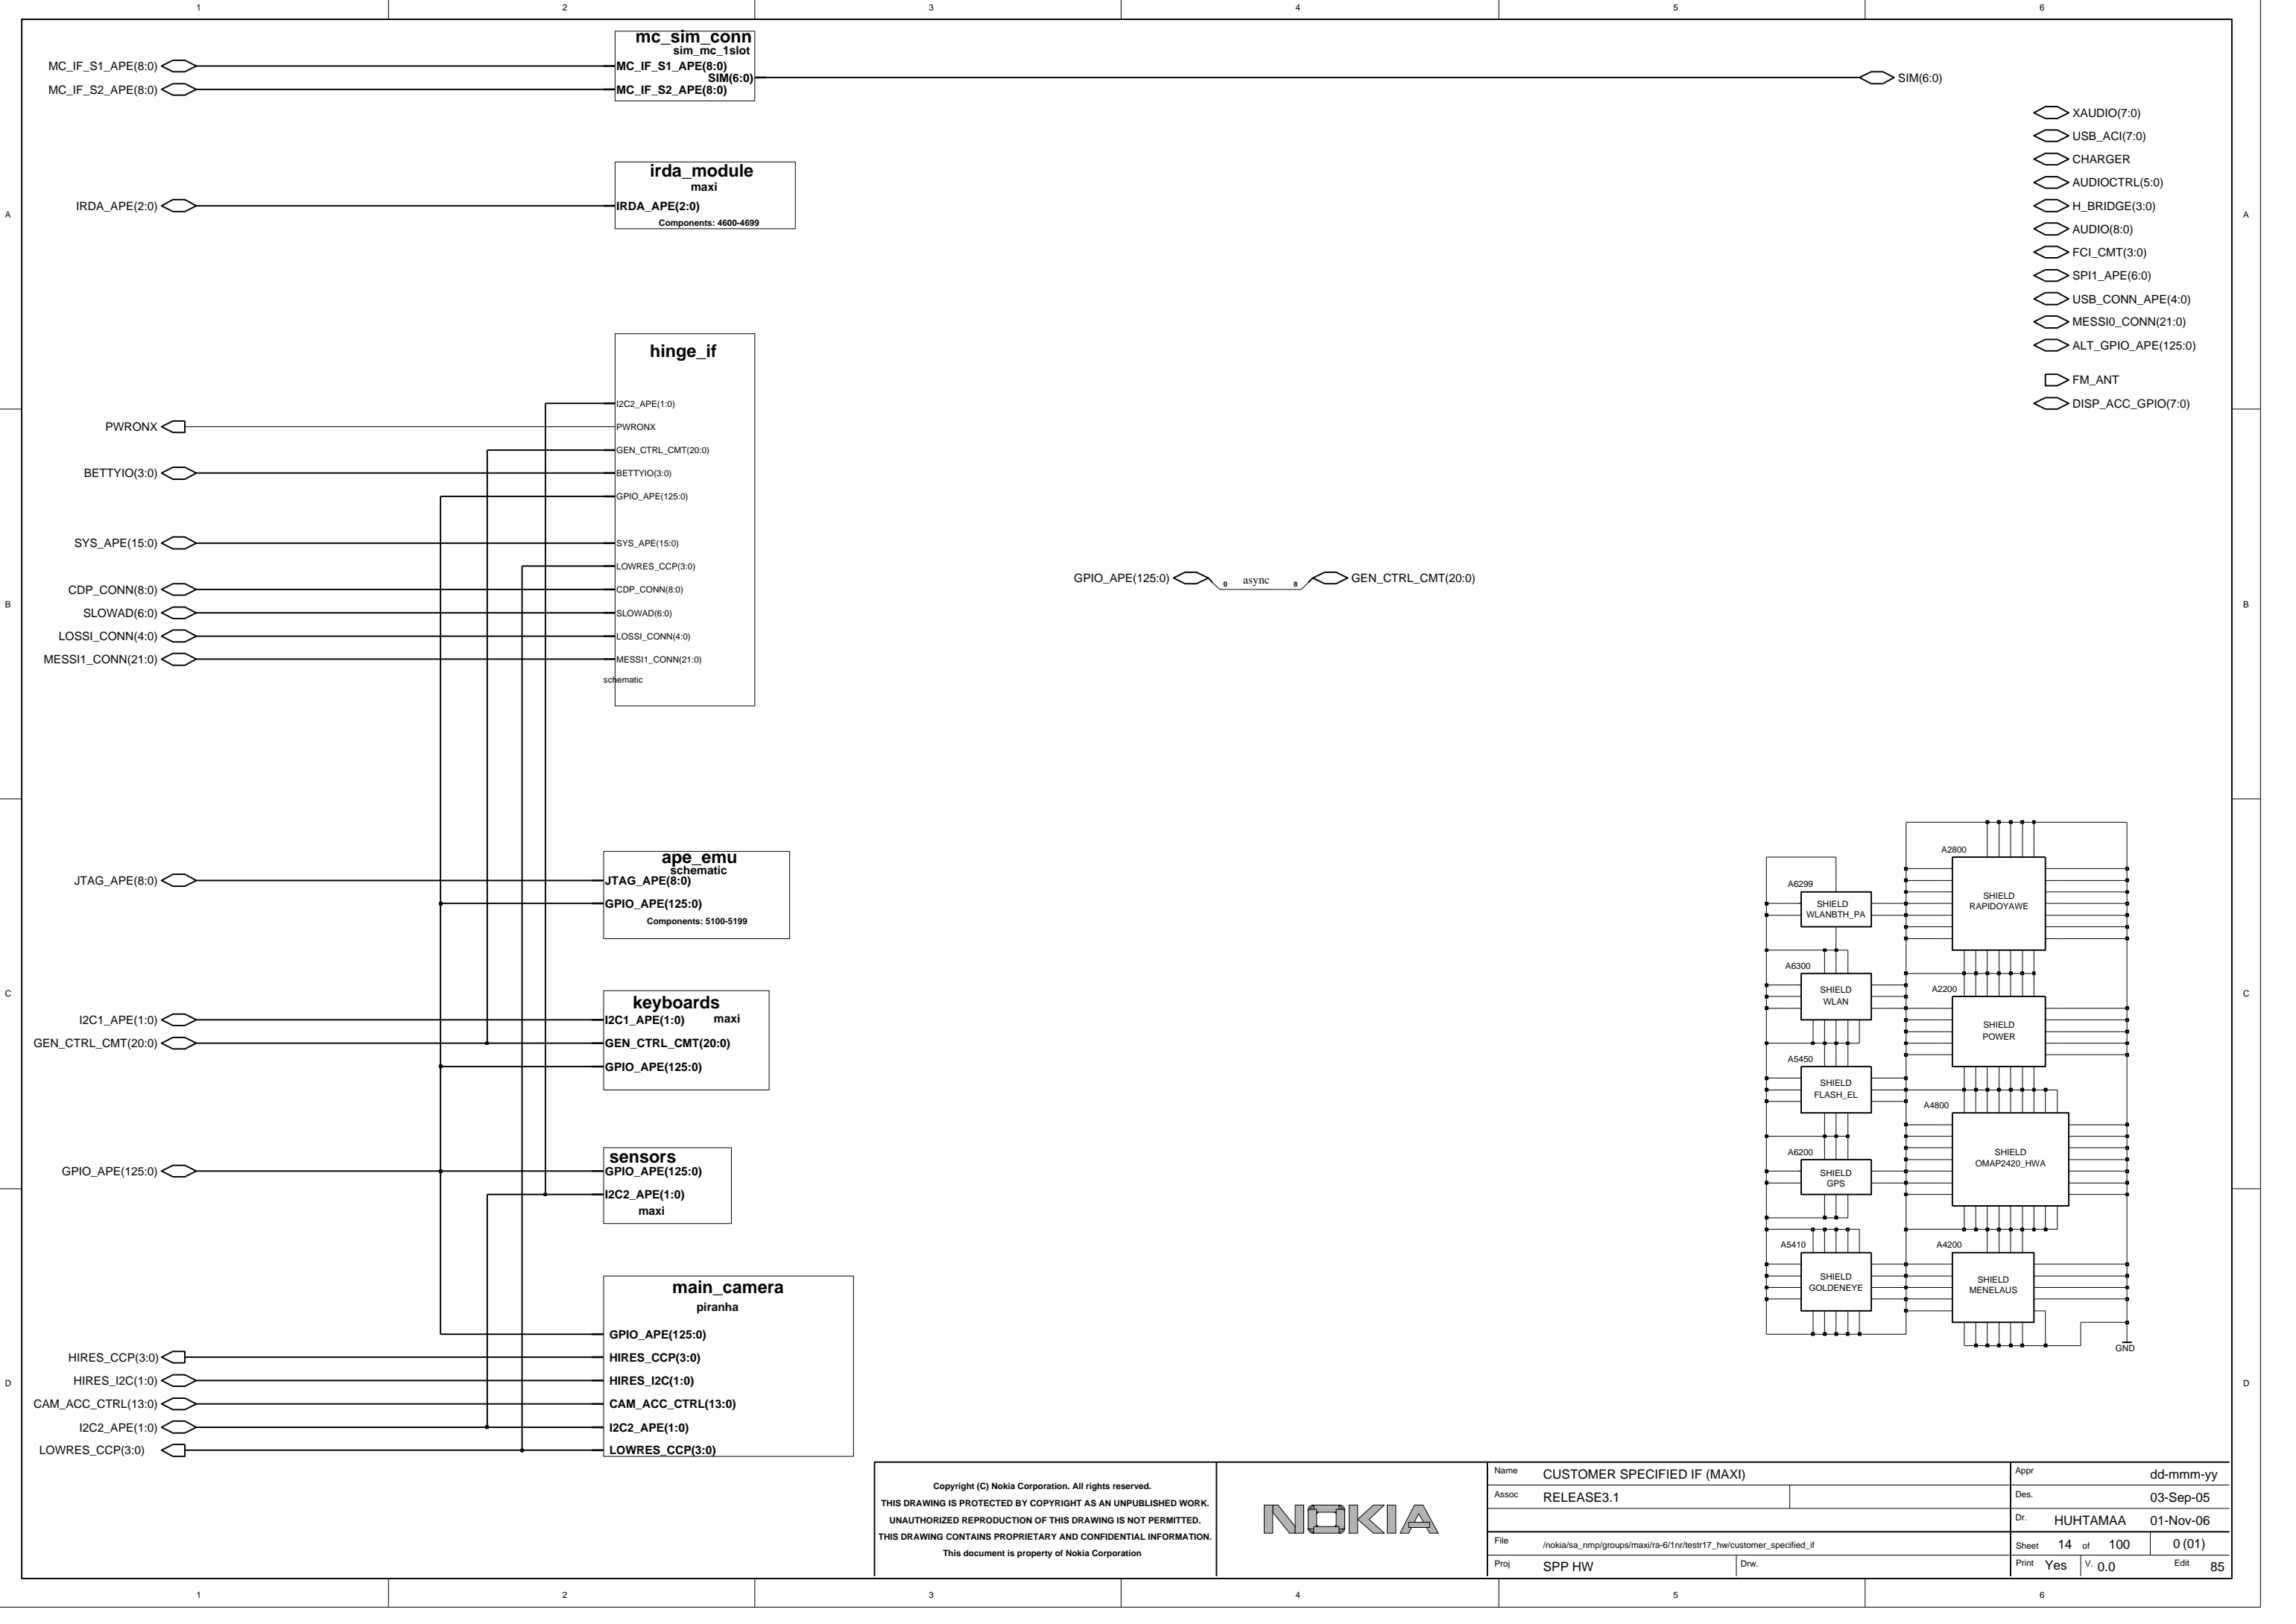 1 2 3 4 5 6
mc_sim_conn
sim_mc_1slot
MC_IF_S1_APE(8:0) MC_IF_S1_APE(8:0)
SIM(6:0) SIM(6:0)
MC_IF_S2_APE(8:0) MC_IF_S2_APE(8:0)
XAUDIO(7:0)
USB_ACI(7:0)
CHARGER
AUDIOCTRL(5:0)
H_BRIDGE(3:0)
AUDIO(8:0)
FCI_CMT(3:0)
SPI1_APE(6:0)
USB_CONN_APE(4:0)
MESSI0_CONN(21:0)
ALT_GPIO_APE(125:0)
FM_ANT
DISP_ACC_GPIO(7:0)
irda_module
maxi
IRDA_APE(2:0) IRDA_APE(2:0)
Components: 4600-4699
A A
hinge_if
I2C2_APE(1:0)
PWRONX PWRONX
GEN_CTRL_CMT(20:0)
BETTYIO(3:0) BETTYIO(3:0)
GPIO_APE(125:0)
SYS_APE(15:0) SYS_APE(15:0)
LOWRES_CCP(3:0)
CDP_CONN(8:0) CDP_CONN(8:0)
SLOWAD(6:0) SLOWAD(6:0)
LOSSI_CONN(4:0) LOSSI_CONN(4:0)
MESSI1_CONN(21:0) MESSI1_CONN(21:0)
schematic
GPIO_APE(125:0) 0 async 8 GEN_CTRL_CMT(20:0)
B B
ape_emu
schematic
JTAG_APE(8:0) JTAG_APE(8:0)
GPIO_APE(125:0)
Components: 5100-5199
keyboards
I2C1_APE(1:0) I2C1_APE(1:0) maxi
GEN_CTRL_CMT(20:0) GEN_CTRL_CMT(20:0)
GPIO_APE(125:0)
C C
sensors
GPIO_APE(125:0) GPIO_APE(125:0)
I2C2_APE(1:0)
maxi
main_camera
piranha
GPIO_APE(125:0)
HIRES_CCP(3:0) HIRES_CCP(3:0)
HIRES_I2C(1:0) HIRES_I2C(1:0)
CAM_ACC_CTRL(13:0) CAM_ACC_CTRL(13:0)
I2C2_APE(1:0) I2C2_APE(1:0)
LOWRES_CCP(3:0) LOWRES_CCP(3:0)
D D
A6299
SHIELD
WLANBTH_PA
A6300
SHIELD
WLAN
A5450
SHIELD
FLASH_EL
A6200
SHIELD
GPS
A5410
SHIELD
GOLDENEYE
A2800
SHIELD
RAPIDOYAWE
A2200
SHIELD
POWER
A4800
SHIELD
OMAP2420_HWA
A4200
SHIELD
MENELAUS
GND
Copyright (C) Nokia Corporation. All rights reserved.
THIS DRAWING IS PROTECTED BY COPYRIGHT AS AN UNPUBLISHED WORK.
UNAUTHORIZED REPRODUCTION OF THIS DRAWING IS NOT PERMITTED.
THIS DRAWING CONTAINS PROPRIETARY AND CONFIDENTIAL INFORMATION.
This document is property of Nokia Corporation
NOKIA
Name CUSTOMER SPECIFIED IF (MAXI) Appr dd-mmm-yy
Assoc RELEASE3.1 Des. 03-Sep-05
Dr. HUHTAMAA 01-Nov-06
File /nokia/sa_nmp/groups/maxi/ra-6/1nr/testr17_hw/customer_specified_if Sheet 14 of 100 0 (01)
Proj SPP HW Drw. Print Yes V. 0.0 Edit 85
1 2 3 4 5 6